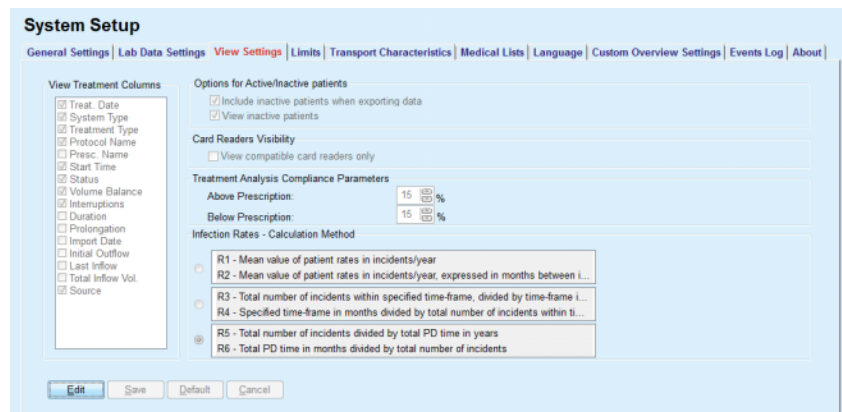 System Setup
General Settings Lab Data Settings View Settings Limits Transport Characteristics Medical Lists Language Custom Overview Settings Events Log About
View Treatment Columns
Treat. Date
System Type
Treatment Type
Protocol Name
Presc. Name
Start Time
Status
Volume Balance
Interruptions
Duration
Prolongation
Import Date
Initial Outflow
Last Inflow
Total Inflow Vol.
Source
Options for Active/Inactive patients
Include inactive patients when exporting data
View inactive patients
Card Readers Visibility
View compatible card readers only
Treatment Analysis Compliance Parameters
Above Prescription: 15 %
Below Prescription: 15 %
Infection Rates - Calculation Method
R1 - Mean value of patient rates in incidents/year
R2 - Mean value of patient rates in incidents/year, expressed in months between i...
R3 - Total number of incidents within specified time-frame, divided by time-frame i...
R4 - Specified time-frame in months divided by total number of incidents within ti...
R5 - Total number of incidents divided by total PD time in years
R6 - Total PD time in months divided by total number of incidents
Edit Save Default Cancel